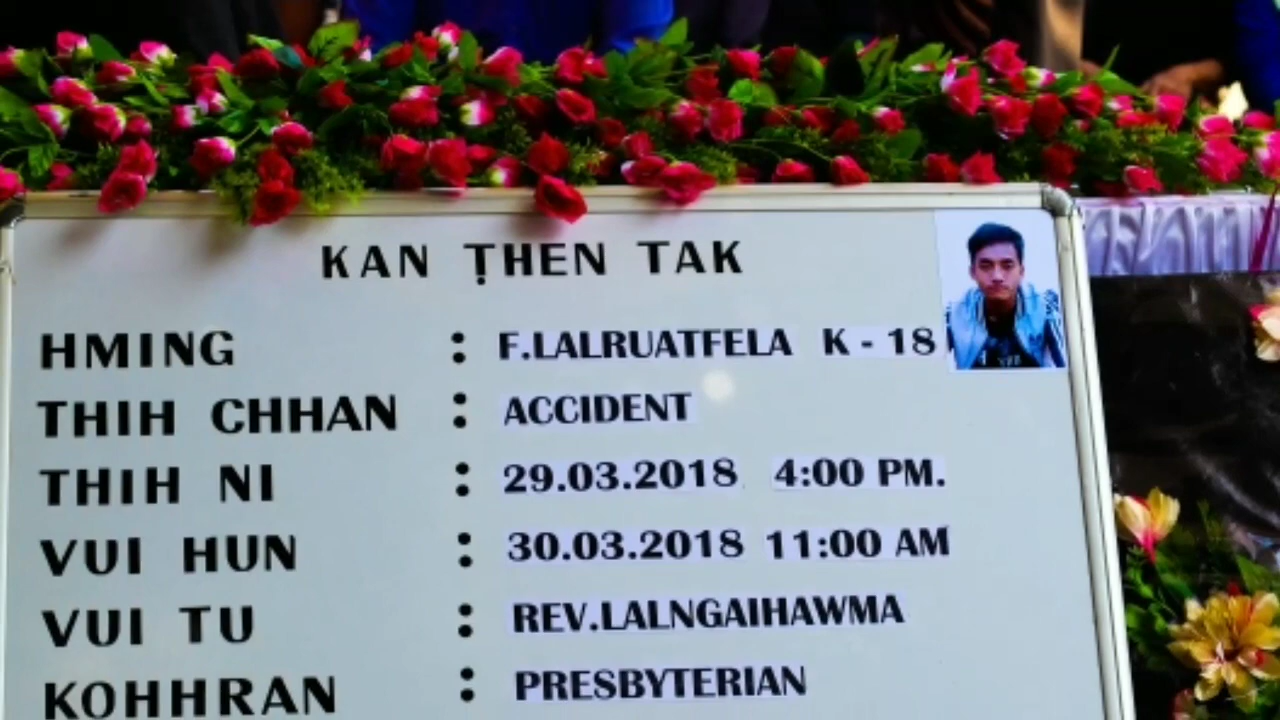 KAN ṬHEN TAK
HMING : F.LALRUATFELA K - 18
THIH CHHAN : ACCIDENT
THIH NI : 29.03.2018 4:00 PM.
VUI HUN : 30.03.2018 11:00 AM
VUI TU : REV.LALNGAIHAWMA
KOHHRAN : PRESBYTERIAN